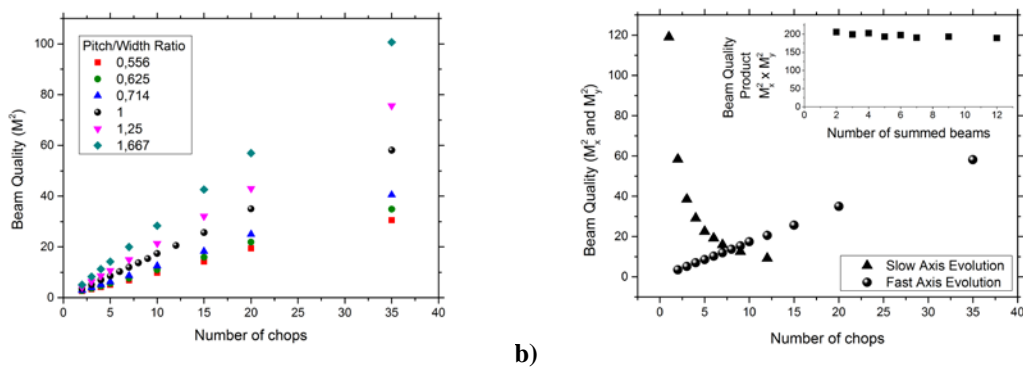 100
80
60
40
20
0
Beam Quality (M²)
Pitch/Width Ratio
0,556
0,625
0,714
1
1,25
1,667
0 5 10 15 20 25 30 35 40
Number of chops
b)
120
100
80
60
40
20
0
Beam Quality (M²x and M²y)
Beam Quality
Product
M²x x M²y
200
150
100
50
0
0 2 4 6 8 10 12
Number of summed beams
Slow Axis Evolution
Fast Axis Evolution
0 5 10 15 20 25 30 35 40
Number of chops